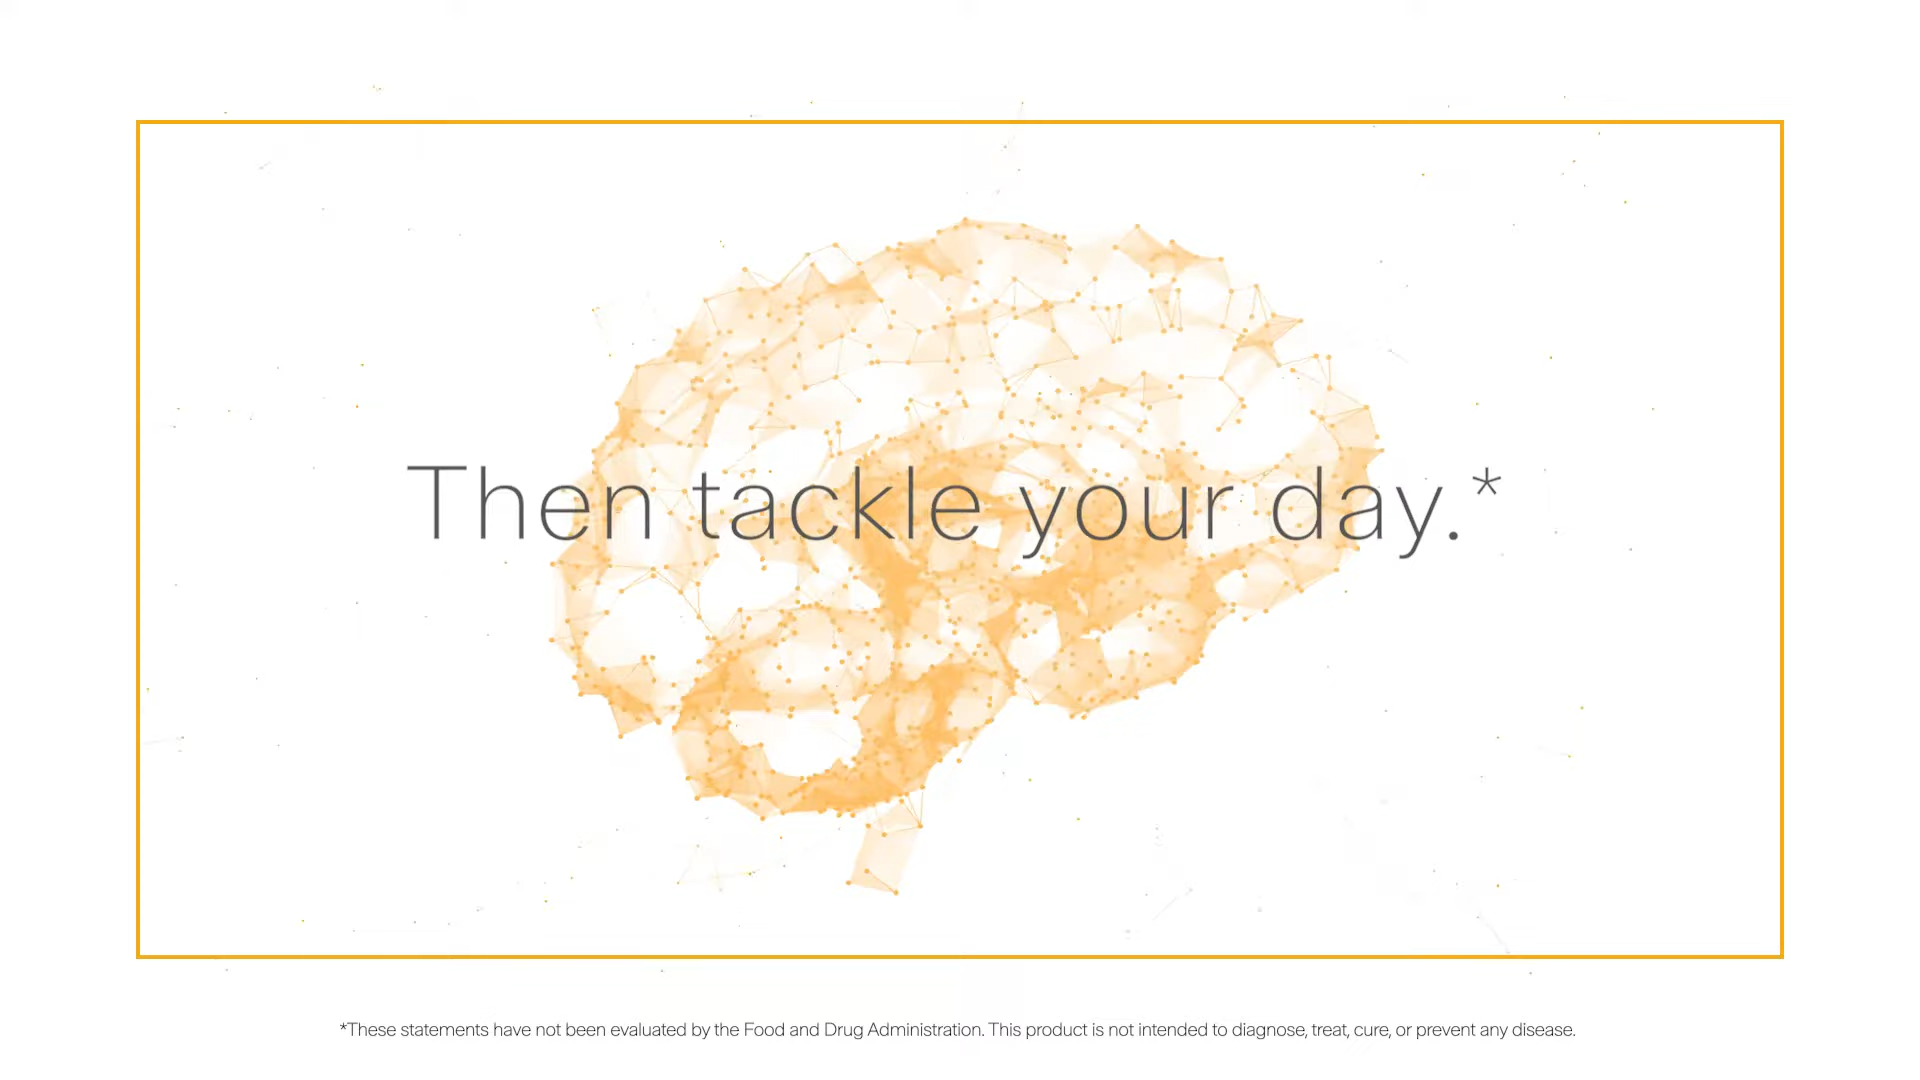 Then tackle your day.*
*These statements have not been evaluated by the Food and Drug Administration. This product is not intended to diagnose, treat, cure, or prevent any disease.